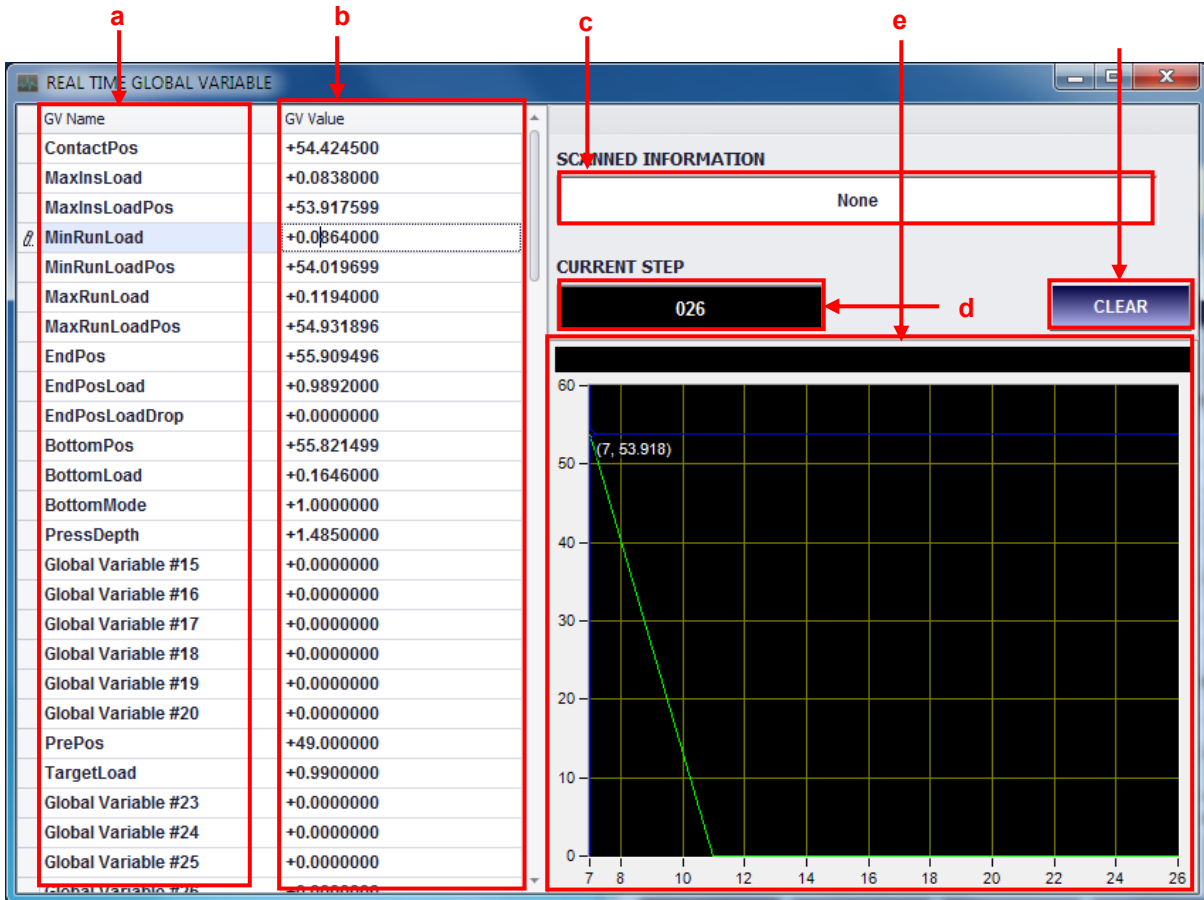 a
b
c
e
REAL TIME GLOBAL VARIABLE
GV Name GV Value
ContactPos +54.424500
MaxInsLoad +0.0838000
MaxInsLoadPos +53.917599
MinRunLoad +0.0864000
MinRunLoadPos +54.019699
MaxRunLoad +0.1194000
MaxRunLoadPos +54.931896
EndPos +55.909496
EndPosLoad +0.9892000
EndPosLoadDrop +0.0000000
BottomPos +55.821499
BottomLoad +0.1646000
BottomMode +1.0000000
PressDepth +1.4850000
Global Variable #15 +0.0000000
Global Variable #16 +0.0000000
Global Variable #17 +0.0000000
Global Variable #18 +0.0000000
Global Variable #19 +0.0000000
Global Variable #20 +0.0000000
PrePos +49.000000
TargetLoad +0.9900000
Global Variable #23 +0.0000000
Global Variable #24 +0.0000000
Global Variable #25 +0.0000000
Global Variable #26 +0.0000000
SCANNED INFORMATION
None
CURRENT STEP
026
d
CLEAR
60
(7, 53.918)
50
40
30
20
10
0
7 8 10 12 14 16 18 20 22 24 26